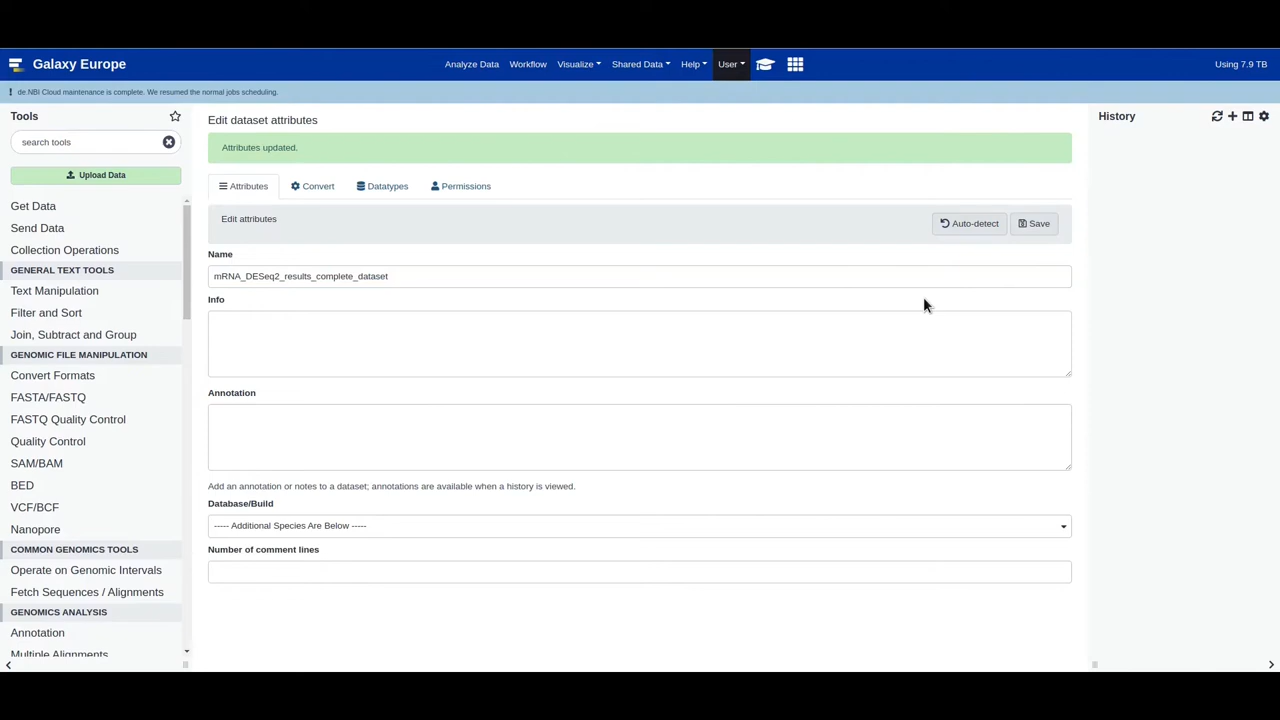 Galaxy Europe
Analyze Data Workflow Visualize Shared Data Help User
Using 7.9 TB
! de.NBI Cloud maintenance is complete. We resumed the normal jobs scheduling.
Tools
search tools
Upload Data
Get Data
Send Data
Collection Operations
GENERAL TEXT TOOLS
Text Manipulation
Filter and Sort
Join, Subtract and Group
GENOMIC FILE MANIPULATION
Convert Formats
FASTA/FASTQ
FASTQ Quality Control
Quality Control
SAM/BAM
BED
VCF/BCF
Nanopore
COMMON GENOMICS TOOLS
Operate on Genomic Intervals
Fetch Sequences / Alignments
GENOMICS ANALYSIS
Annotation
Multiple Alignments
Edit dataset attributes
Attributes updated.
Attributes Convert Datatypes Permissions
Edit attributes
Auto-detect Save
Name
mRNA_DESeq2_results_complete_dataset
Info
Annotation
Add an annotation or notes to a dataset; annotations are available when a history is viewed.
Database/Build
----- Additional Species Are Below -----
Number of comment lines
History